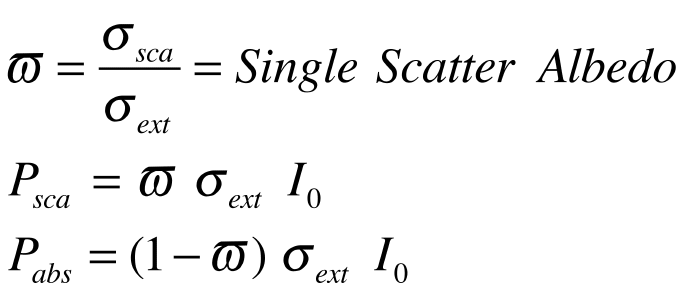 ϖ = σ_sca / σ_ext = Single Scatter Albedo
P_sca = ϖ σ_ext I_0
P_abs = (1 − ϖ) σ_ext I_0